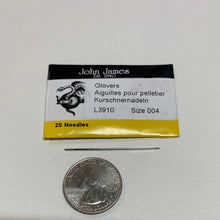 John James
Glovers
Aiguilles pour pelletier
Kurschnernadeln
L3910 Size 004
25 Needles